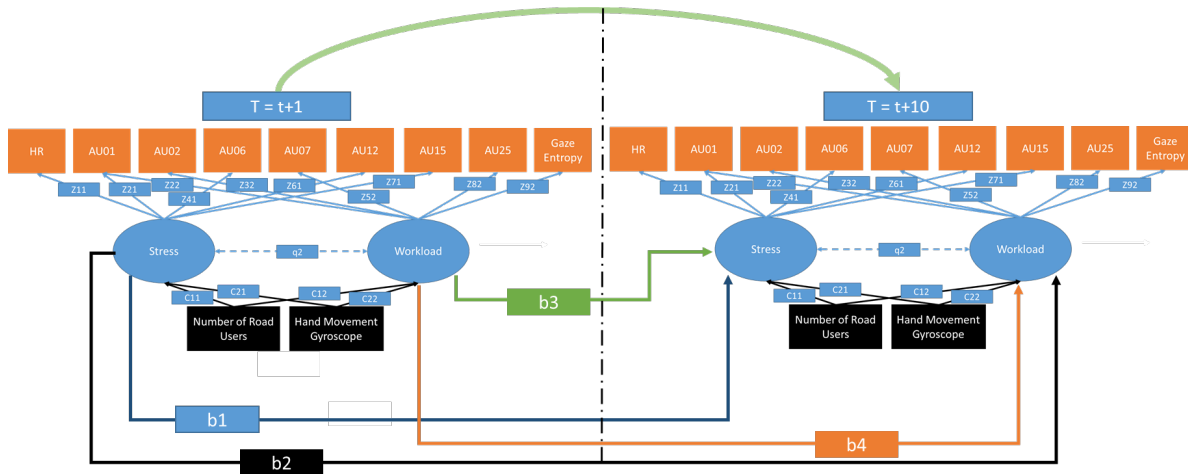 T = t+1
T = t+10
HR
AU01
AU02
AU06
AU07
AU12
AU15
AU25
Gaze
Entropy
HR
AU01
AU02
AU06
AU07
AU12
AU15
AU25
Gaze
Entropy
Z11
Z21
Z22
Z41
Z32
Z61
Z52
Z71
Z82
Z92
Z11
Z21
Z22
Z41
Z32
Z61
Z52
Z71
Z82
Z92
Stress
q2
Workload
Stress
q2
Workload
C11
C21
C12
C22
C11
C21
C12
C22
Number of Road
Users
Hand Movement
Gyroscope
b3
Number of Road
Users
Hand Movement
Gyroscope
b1
b4
b2